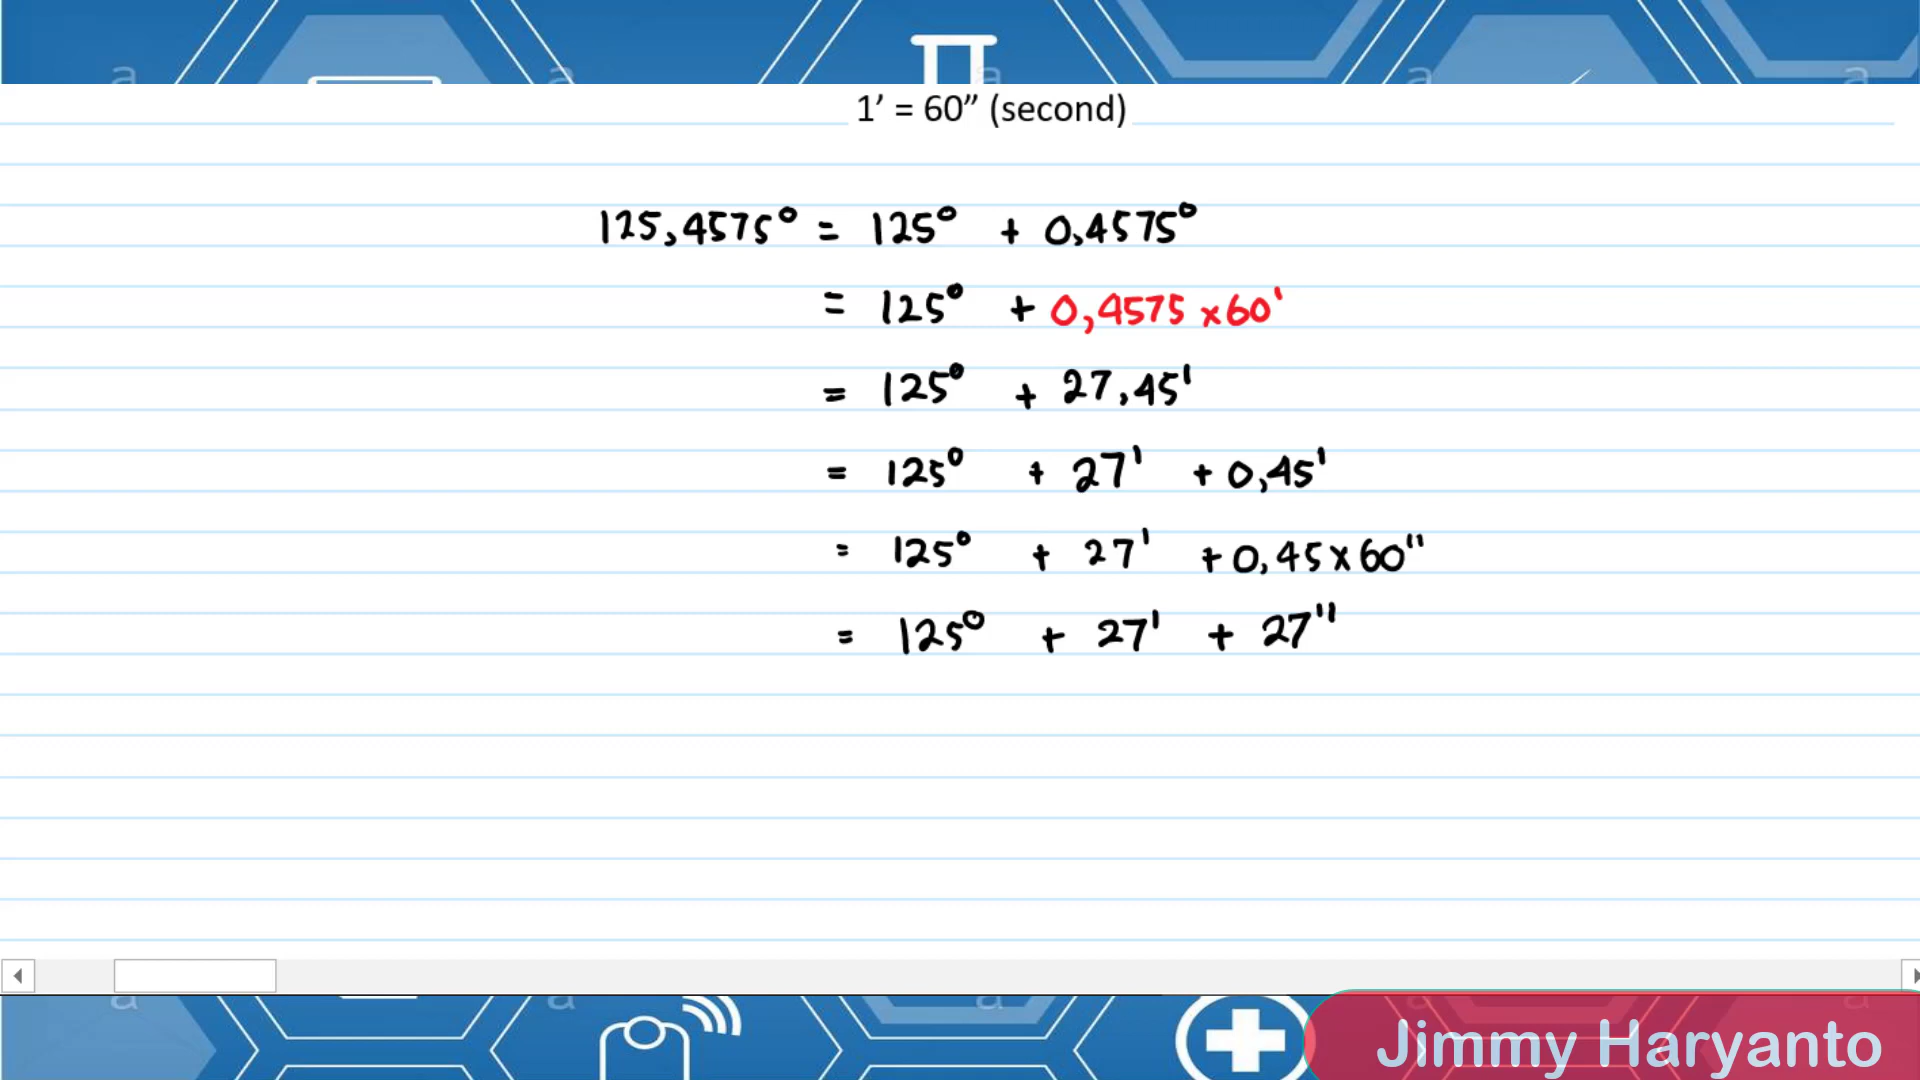 1’ = 60” (second)
125,4575° = 125° + 0,4575°
= 125° + 0,4575 x 60'
= 125° + 27,45'
= 125° + 27' + 0,45'
= 125° + 27' + 0,45 x 60"
= 125° + 27' + 27"
Jimmy Haryanto